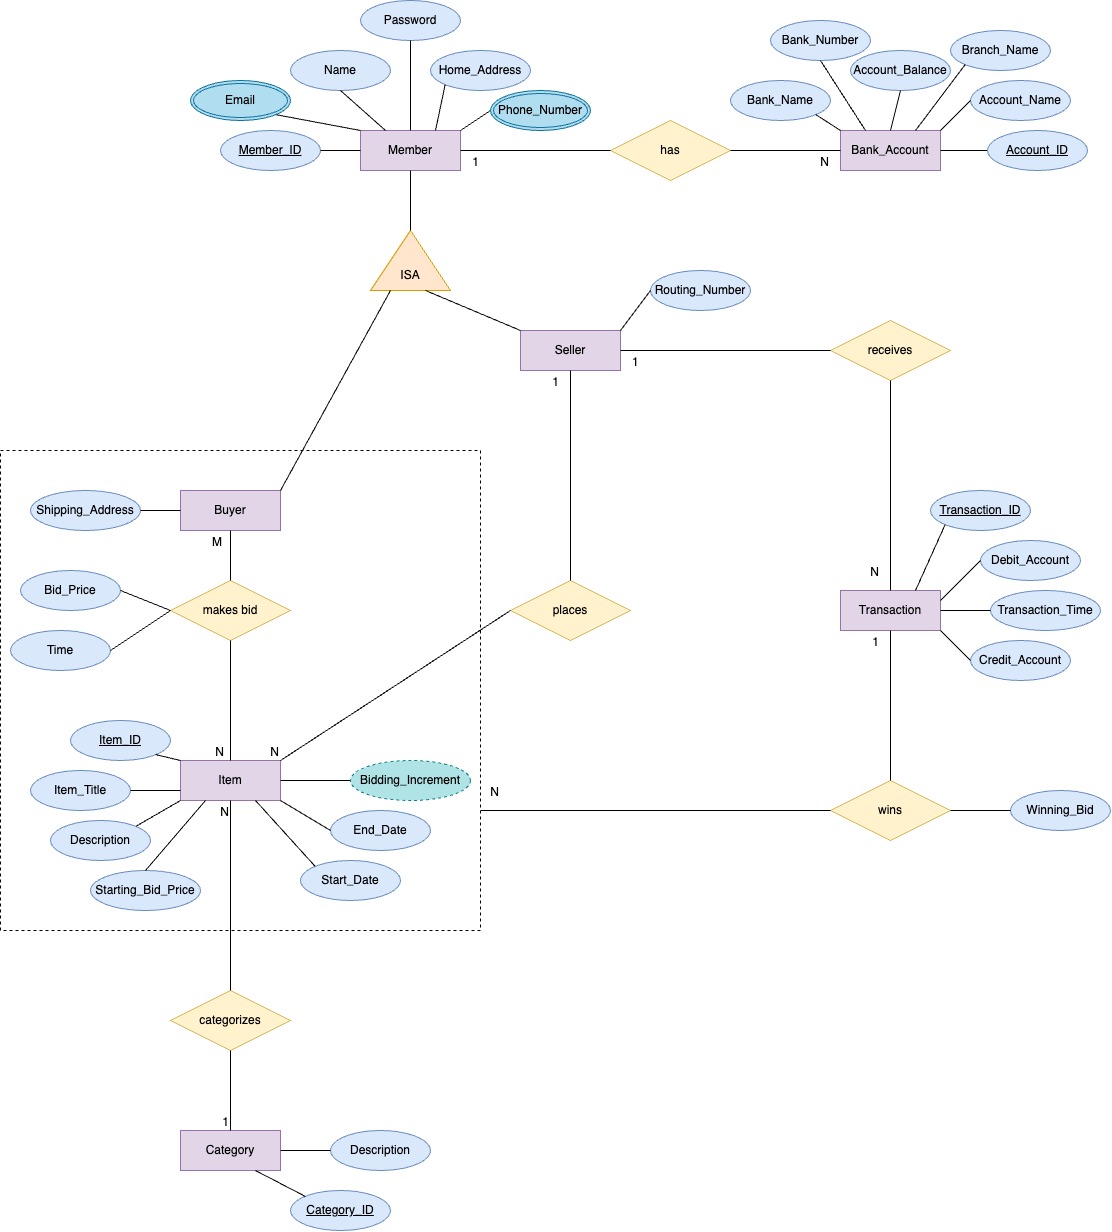 Password
Bank_Number
Branch_Name
Name
Home_Address
Account_Balance
Email
Phone_Number
Bank_Name
Account_Name
Member_ID
Member
1
has
N
Bank_Account
Account_ID
ISA
Routing_Number
Seller
1
receives
1
Shipping_Address
Buyer
Transaction_ID
M
Debit_Account
N
Bid_Price
makes bid
places
Transaction
Transaction_Time
Time
1
Credit_Account
Item_ID
N
N
Item_Title
Item
Bidding_Increment
N
N
Description
End_Date
wins
Winning_Bid
Starting_Bid_Price
Start_Date
categorizes
1
Category
Description
Category_ID